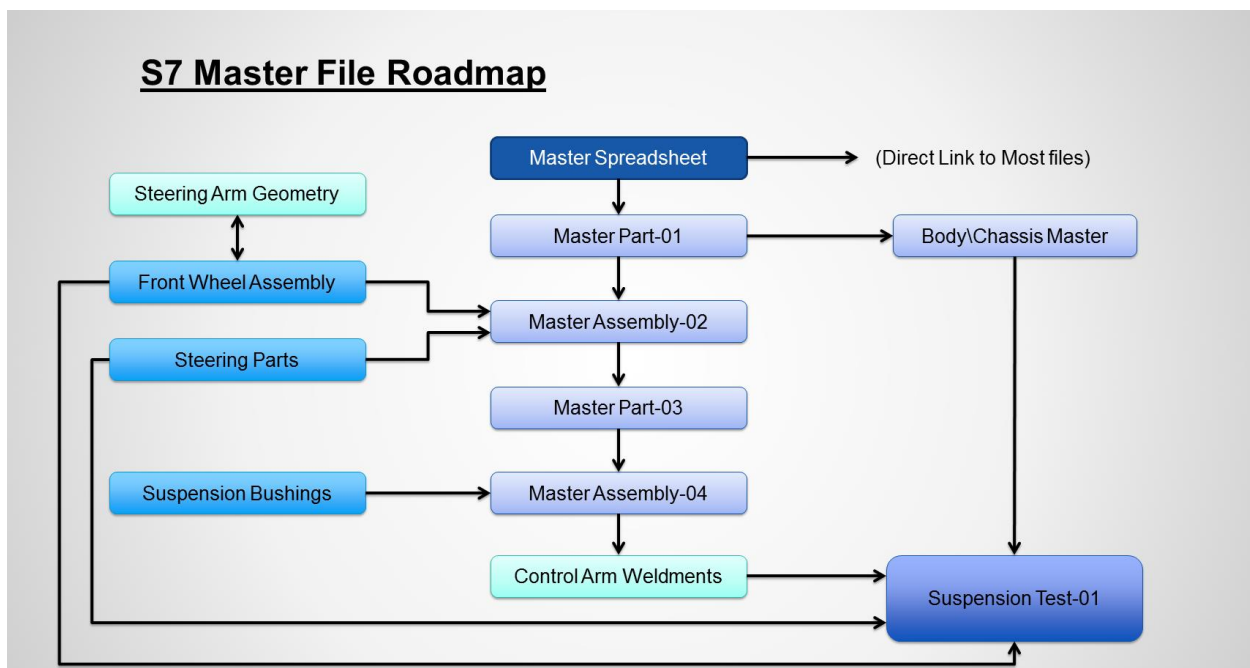 S7 Master File Roadmap
Master Spreadsheet
(Direct Link to Most files)
Steering Arm Geometry
Master Part-01
Body\Chassis Master
Front Wheel Assembly
Master Assembly-02
Steering Parts
Master Part-03
Suspension Bushings
Master Assembly-04
Control Arm Weldments
Suspension Test-01